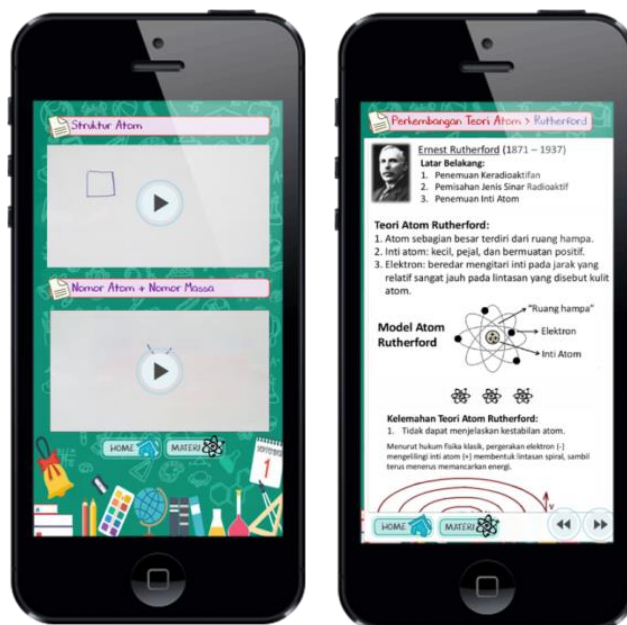 Struktur Atom
Nomor Atom + Nomor Massa
HOME
MATERI
SEPTEMBER
1
Perkembangan Teori Atom > Rutherford
Ernest Rutherford (1871 – 1937)
Latar Belakang:
1. Penemuan Keradioaktifan
2. Pemisahan Jenis Sinar Radioaktif
3. Penemuan Inti Atom
Teori Atom Rutherford:
1. Atom sebagian besar terdiri dari ruang hampa.
2. Inti atom: kecil, pejal, dan bermuatan positif.
3. Elektron: beredar mengitari inti pada jarak yang
relatif sangat jauh pada lintasan yang disebut kulit
atom.
Model Atom
Rutherford
"Ruang hampa"
Elektron
Inti Atom
Kelemahan Teori Atom Rutherford:
1. Tidak dapat menjelaskan kestabilan atom.
Menurut hukum fisika klasik, pergerakan elektron (-)
mengelilingi inti atom (+) membentuk lintasan spiral, sambil
terus menerus memancarkan energi.
v
HOME
MATERI